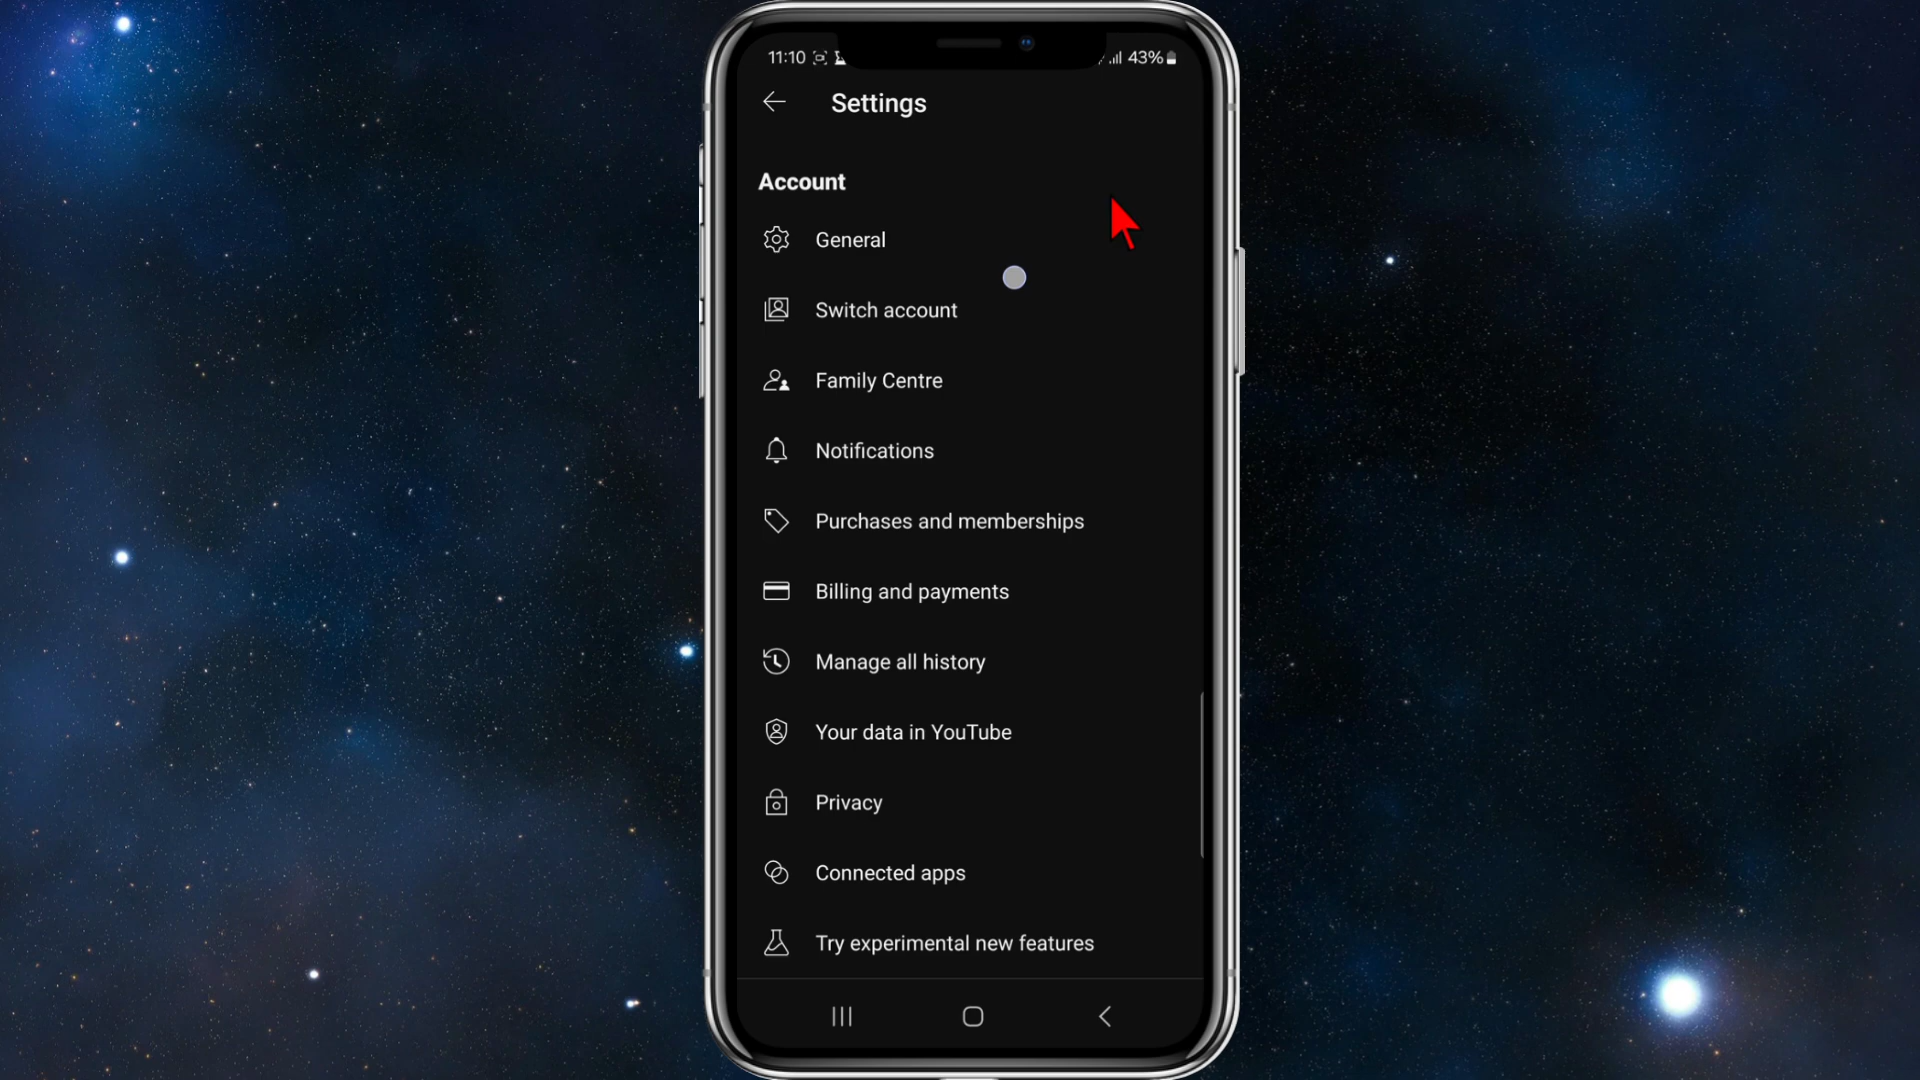 11:10 43%
Settings
Account
General
Switch account
Family Centre
Notifications
Purchases and memberships
Billing and payments
Manage all history
Your data in YouTube
Privacy
Connected apps
Try experimental new features